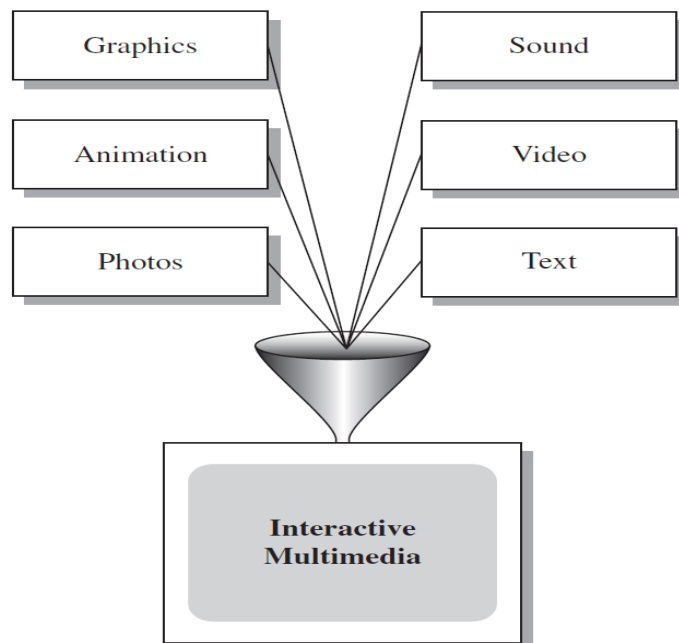 Graphics
Sound
Animation
Video
Photos
Text
Interactive
Multimedia